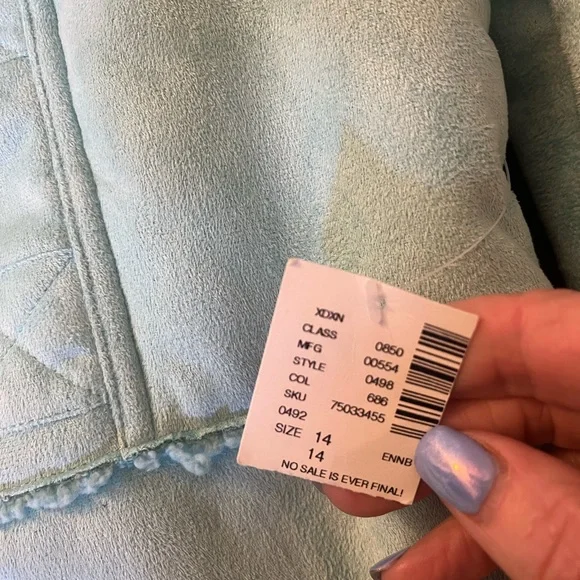 XDXN
CLASS 0850
MFG 00554
STYLE 0498
COL 686
SKU 75033455
0492
SIZE 14 ENNB
14
NO SALE IS EVER FINAL!